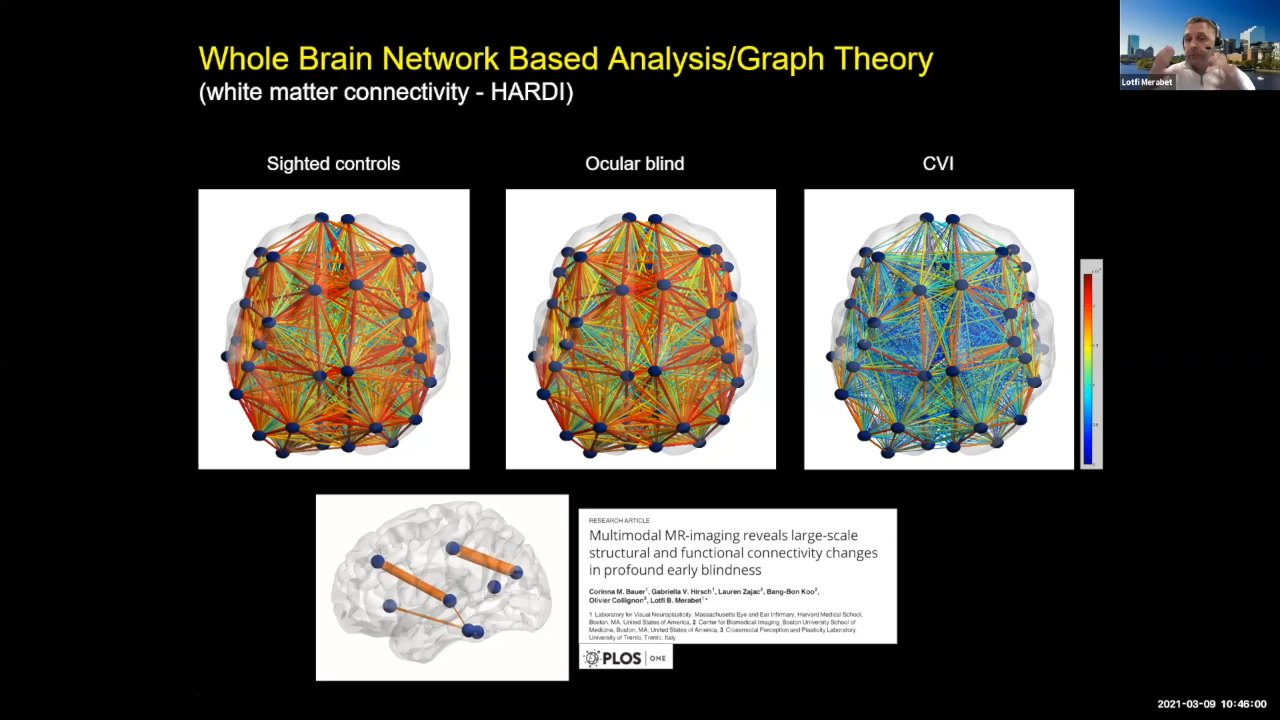 Whole Brain Network Based Analysis/Graph Theory
(white matter connectivity - HARDI)
Lotfi Merabet
Sighted controls
Ocular blind
CVI
RESEARCH ARTICLE
Multimodal MR-imaging reveals large-scale
structural and functional connectivity changes
in profound early blindness
Corinna M. Bauer¹, Gabriella V. Hirsch¹, Lauren Zajac², Bang-Bon Koo²,
Olivier Collignon³, Lotfi B. Merabet¹*
1 Laboratory for Visual Neuroplasticity, Massachusetts Eye and Ear Infirmary, Harvard Medical School,
Boston, MA, United States of America, 2 Center for Biomedical Imaging, Boston University School of
Medicine, Boston, MA, United States of America, 3 Crossmodal Perception and Plasticity Laboratory,
University of Trento, Trento, Italy
PLOS | ONE
2021-03-09 10:46:00